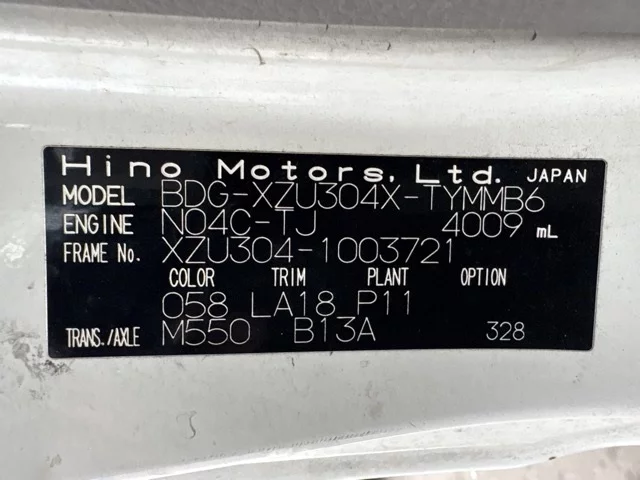 Hino Motors, Ltd. JAPAN
MODEL BDG-XZU304X-TYMMB6
ENGINE N04C-TJ 4009 mL
FRAME No. XZU304-1003721
COLOR TRIM PLANT OPTION
058 LA18 P11
TRANS./AXLE M550 B13A 328